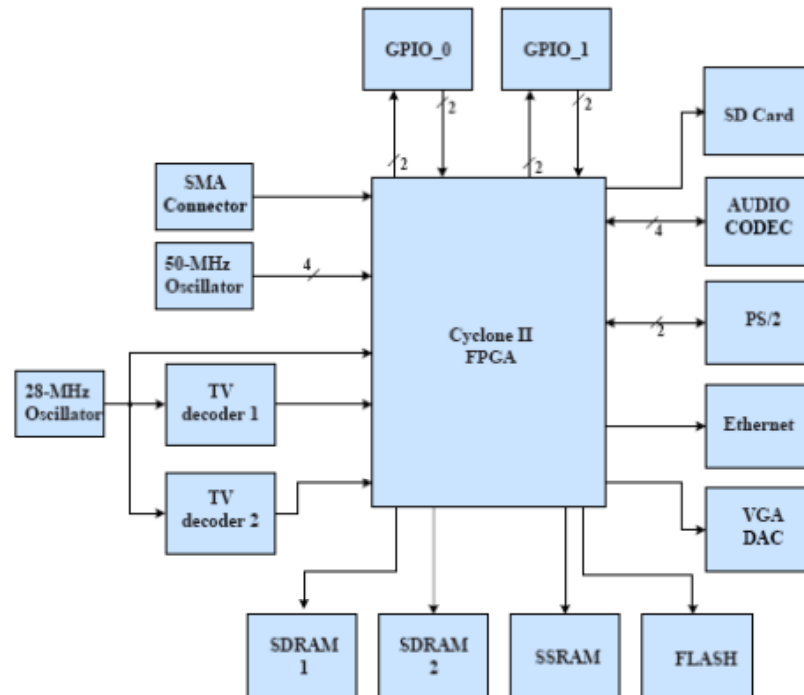 GPIO_0
GPIO_1
2
2
2
2
SD Card
SMA
Connector
AUDIO
CODEC
4
50-MHz
Oscillator
4
Cyclone II
FPGA
PS/2
2
28-MHz
Oscillator
TV
decoder 1
Ethernet
TV
decoder 2
VGA
DAC
SDRAM
1
SDRAM
2
SSRAM
FLASH